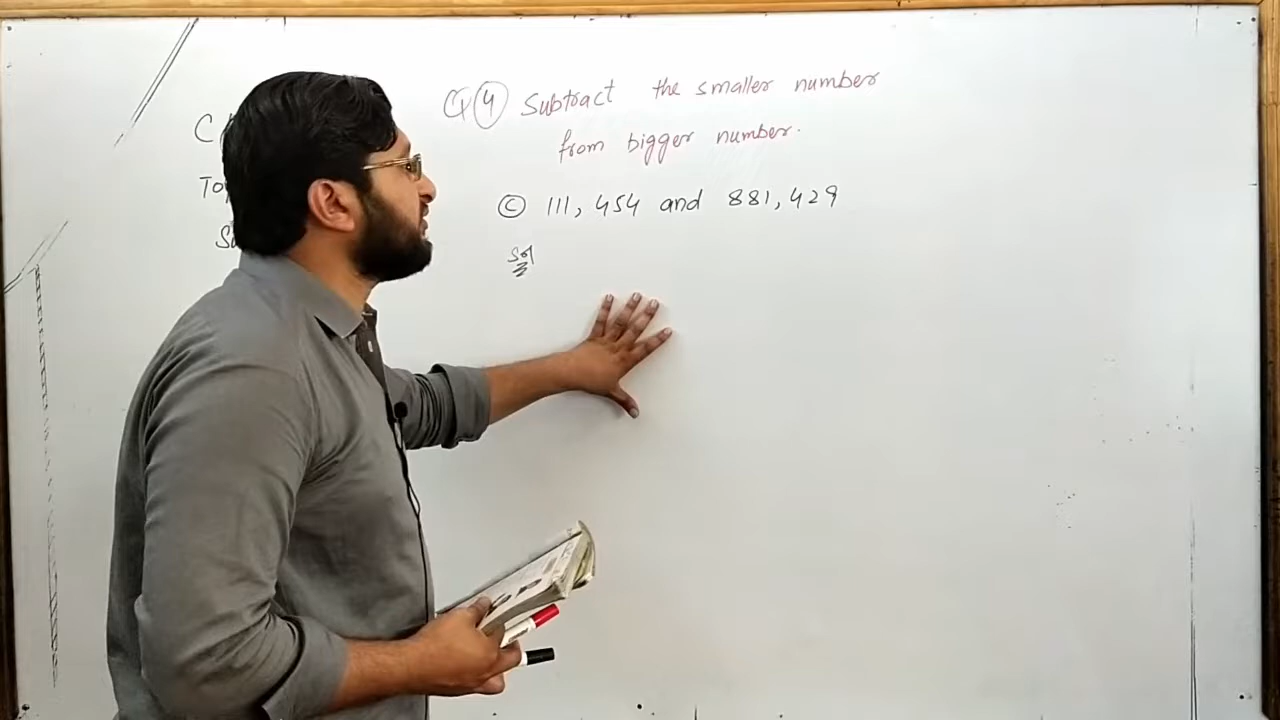 Q 4 Subtract the smaller number
from bigger number.
C 111, 454 and 881, 429
Sol